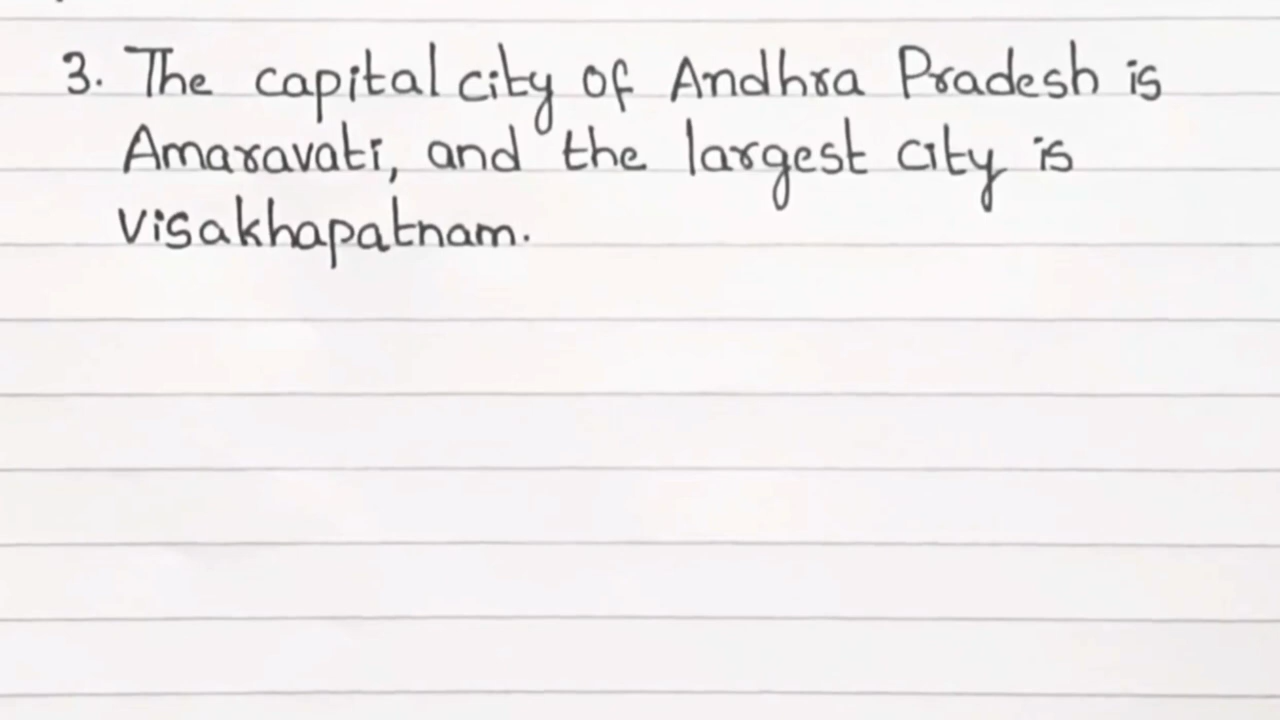 3. The capital city of Andhra Pradesh is
Amaravati, and the largest city is
Visakhapatnam.